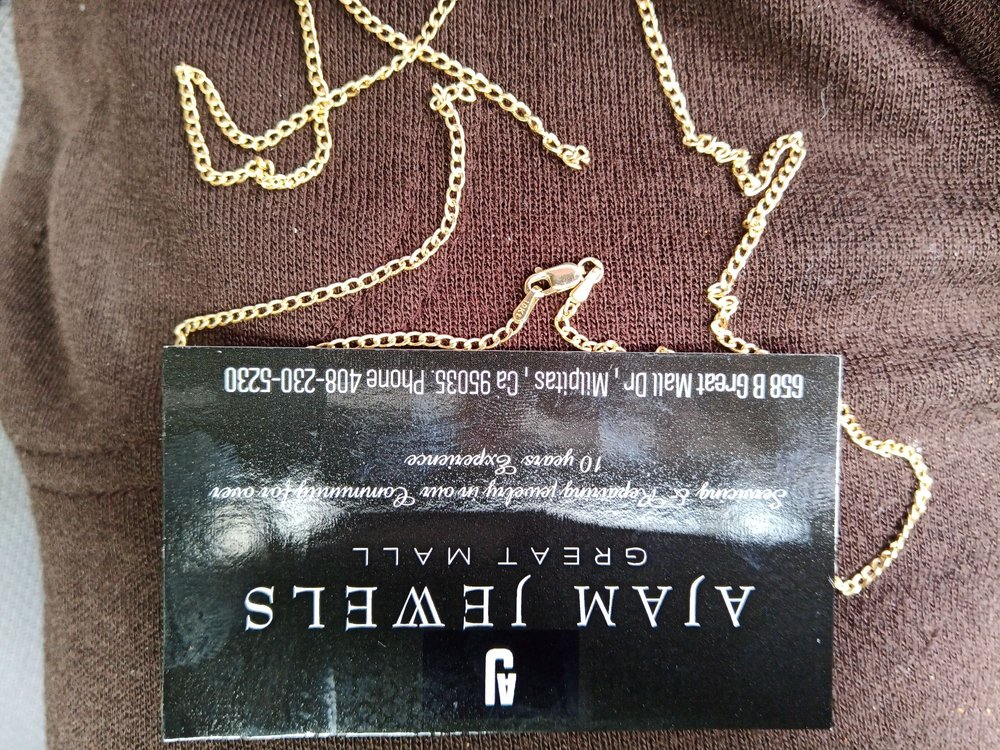 AJ
AJAM JEWELS
GREAT MALL
Servicing & Repairing jewelry in our Community for over
10 years Experience
658 B Great Mall Dr , Milpitas , Ca 95035. Phone 408-230-5230